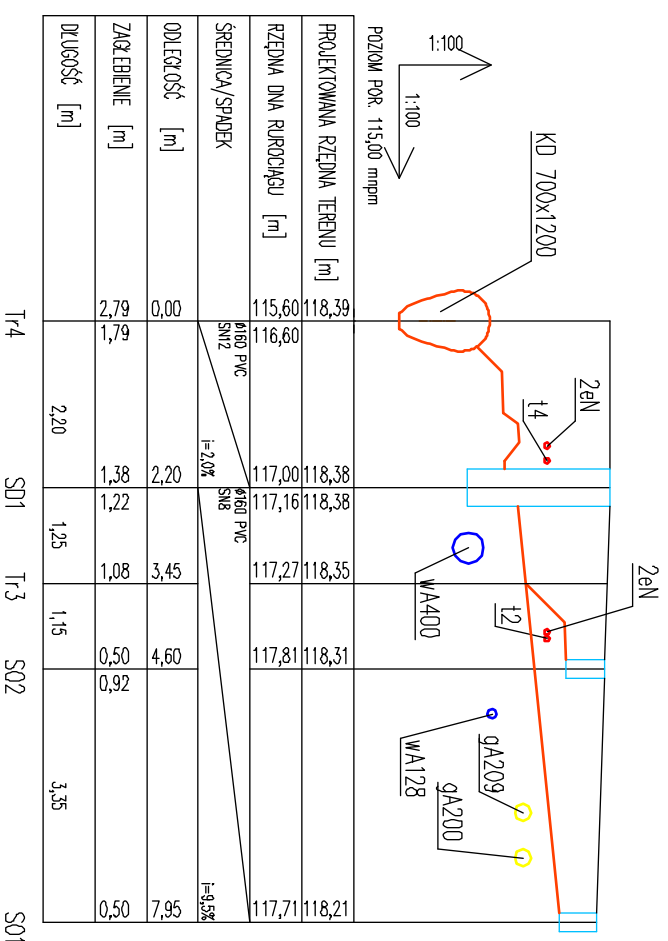 KD 700x1200
2eN
t4
wA400
2eN
t2
wA128
gA209
gA200
1:100
1:100
POZIOM POR. 115,00 mnpm
PROJEKTOWANA RZĘDNA TERENU [m]
118,39 118,38 118,38 118,35 118,31 118,21
RZĘDNA DNA RUROCIĄGU [m]
115,60 116,60 117,00 117,16 117,27 117,81 117,71
ŚREDNICA/SPADEK
ø160 PVC
SN12
i=2,0%
ø160 PVC
SN8
i=9,5%
ODLEGŁOŚĆ [m]
0,00 2,20 3,45 4,60 7,95
ZAGŁEBIENIE [m]
2,79 1,79 1,38 1,22 1,08 0,50 0,92 0,50
DŁUGOŚĆ [m]
2,20 1,25 1,15 3,35
Tr4 SD1 Tr3 SO2 SO1